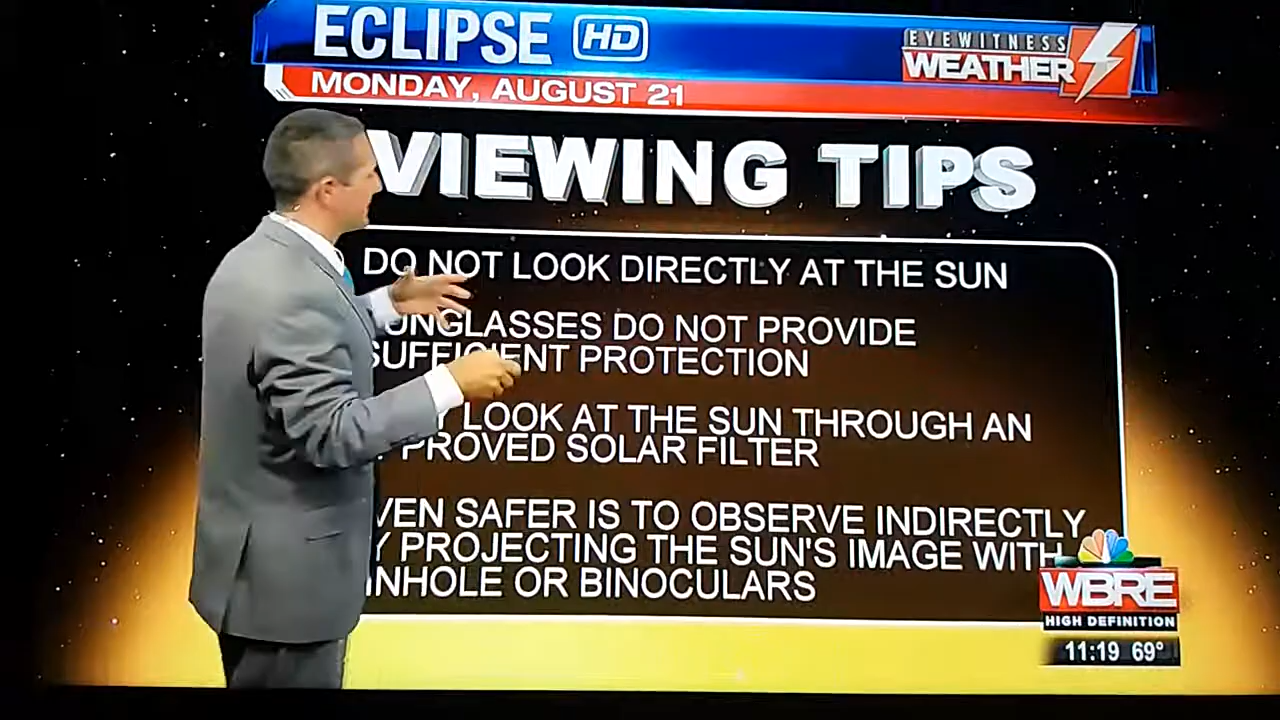 ECLIPSE HD
EYEWITNESS
WEATHER
MONDAY, AUGUST 21
VIEWING TIPS
DO NOT LOOK DIRECTLY AT THE SUN
UNGLASSES DO NOT PROVIDE
SUFFICIENT PROTECTION
LOOK AT THE SUN THROUGH AN
PROVED SOLAR FILTER
VEN SAFER IS TO OBSERVE INDIRECTLY
Y PROJECTING THE SUN'S IMAGE WITH
INHOLE OR BINOCULARS
WBRE
HIGH DEFINITION
11:19 69°